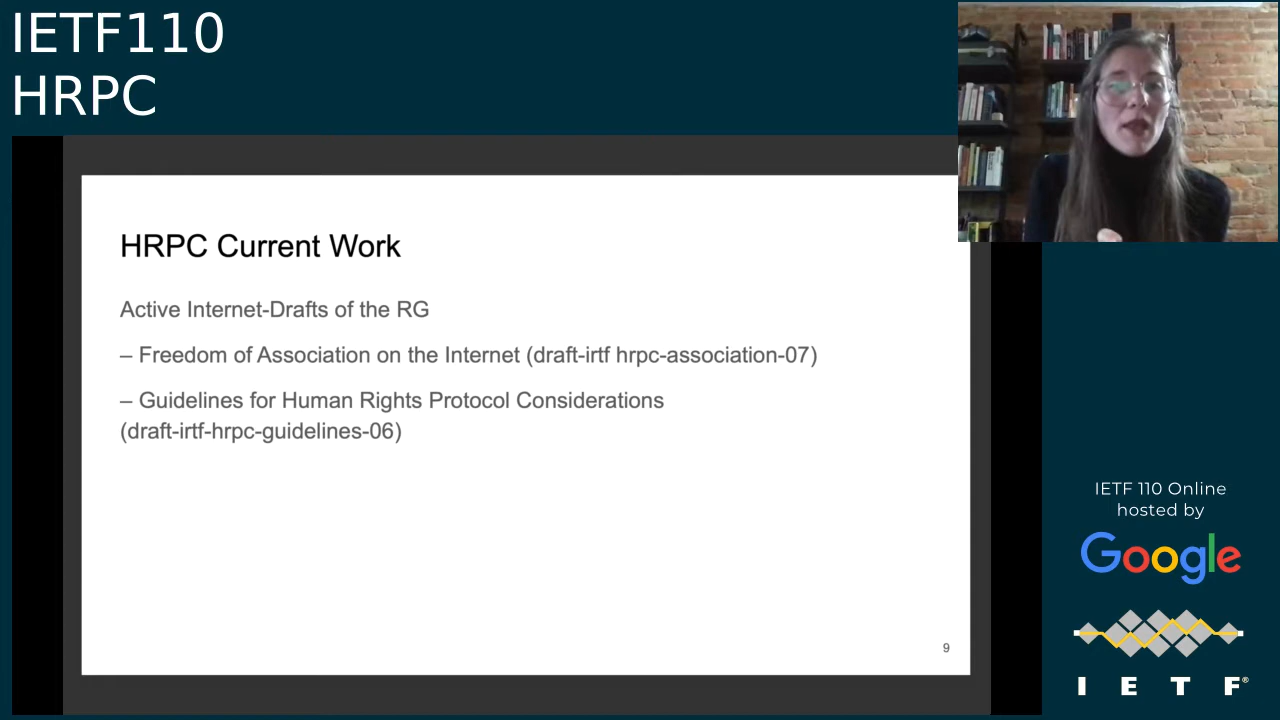 IETF110
HRPC
HRPC Current Work
Active Internet-Drafts of the RG
– Freedom of Association on the Internet (draft-irtf hrpc-association-07)
– Guidelines for Human Rights Protocol Considerations
(draft-irtf-hrpc-guidelines-06)
9
IETF 110 Online
hosted by
Google
I E T F®